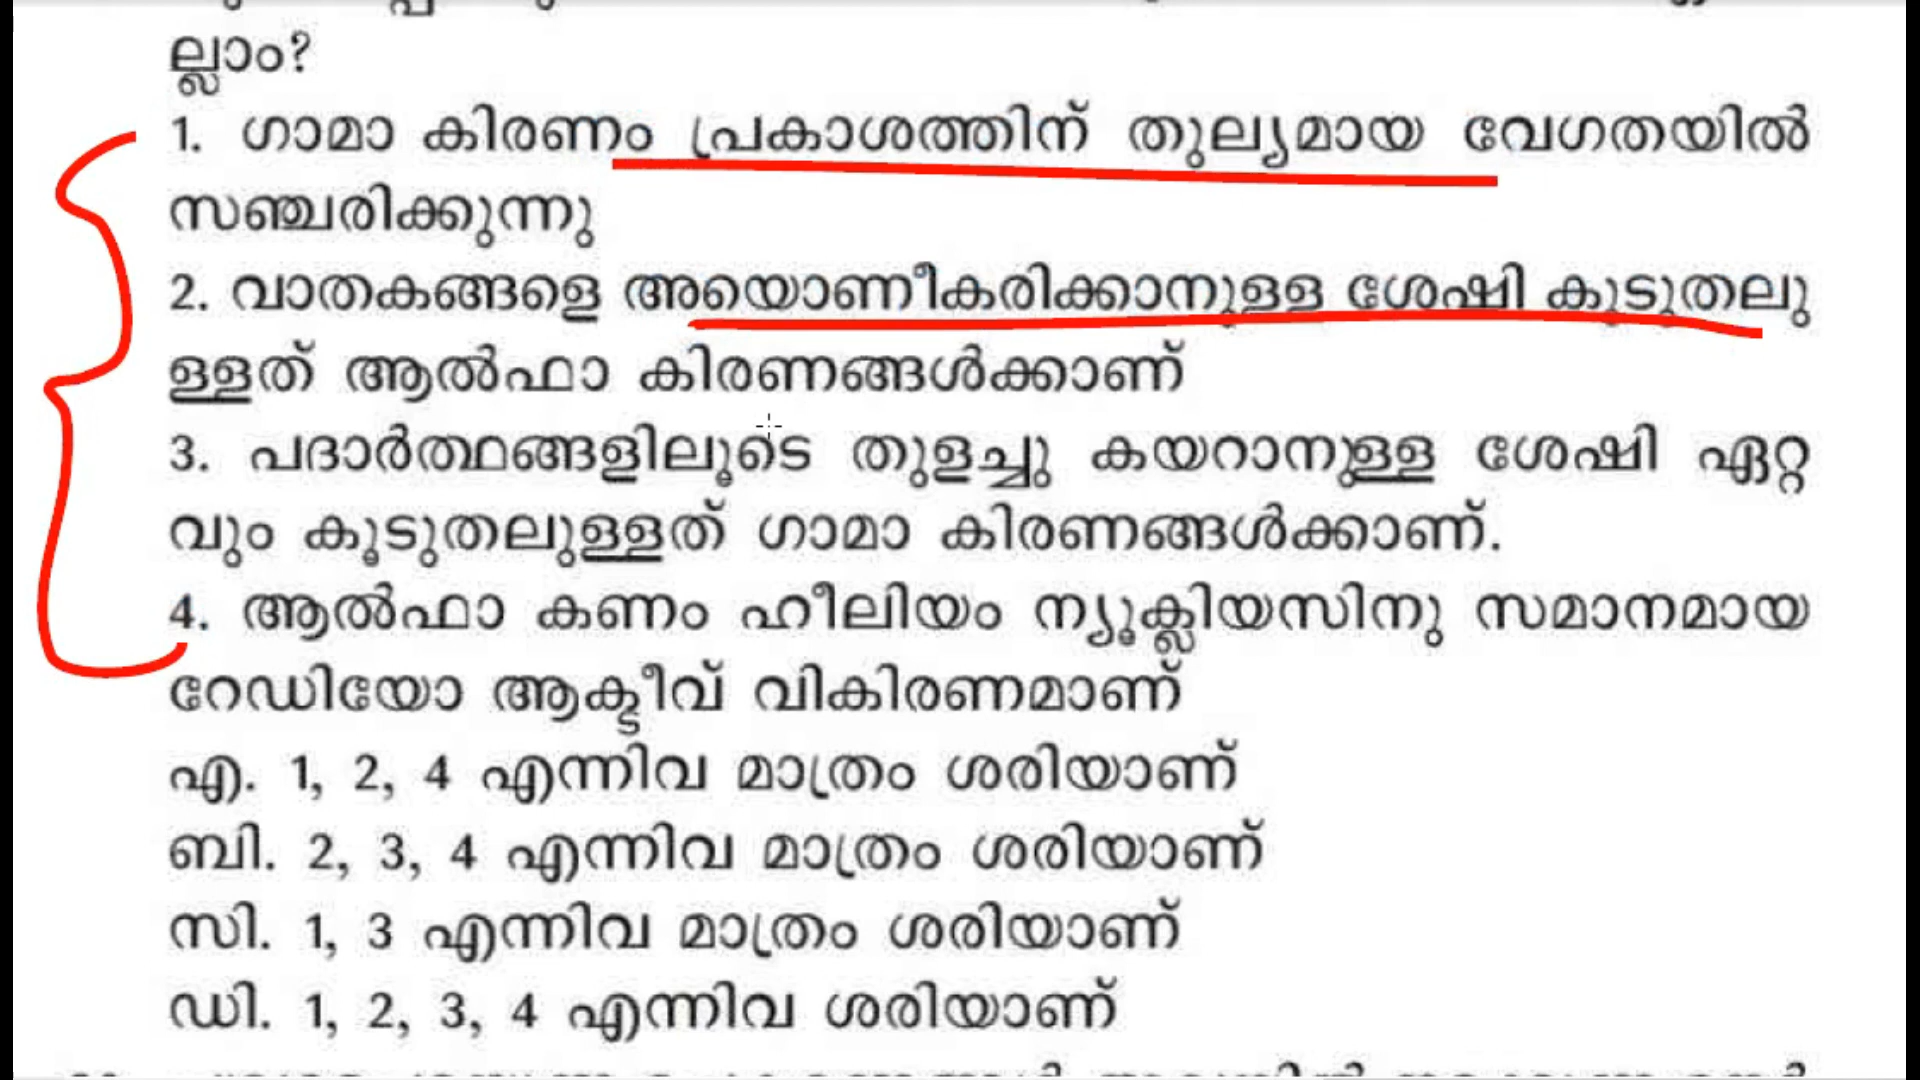 ല്ലാം?
1. ഗാമാ കിരണം പ്രകാശത്തിന് തുല്യമായ വേഗതയിൽ
സഞ്ചരിക്കുന്നു
2. വാതകങ്ങളെ അയൊണീകരിക്കാനുള്ള ശേഷി കൂടുതലു
ള്ളത് ആൽഫാ കിരണങ്ങൾക്കാണ്
3. പദാർത്ഥങ്ങളിലൂടെ തുളച്ചു കയറാനുള്ള ശേഷി ഏറ്റ
വും കൂടുതലുള്ളത് ഗാമാ കിരണങ്ങൾക്കാണ്.
4. ആൽഫാ കണം ഹീലിയം ന്യൂക്ലിയസിനു സമാനമായ
റേഡിയോ ആക്ടീവ് വികിരണമാണ്
എ. 1, 2, 4 എന്നിവ മാത്രം ശരിയാണ്
ബി. 2, 3, 4 എന്നിവ മാത്രം ശരിയാണ്
സി. 1, 3 എന്നിവ മാത്രം ശരിയാണ്
ഡി. 1, 2, 3, 4 എന്നിവ ശരിയാണ്